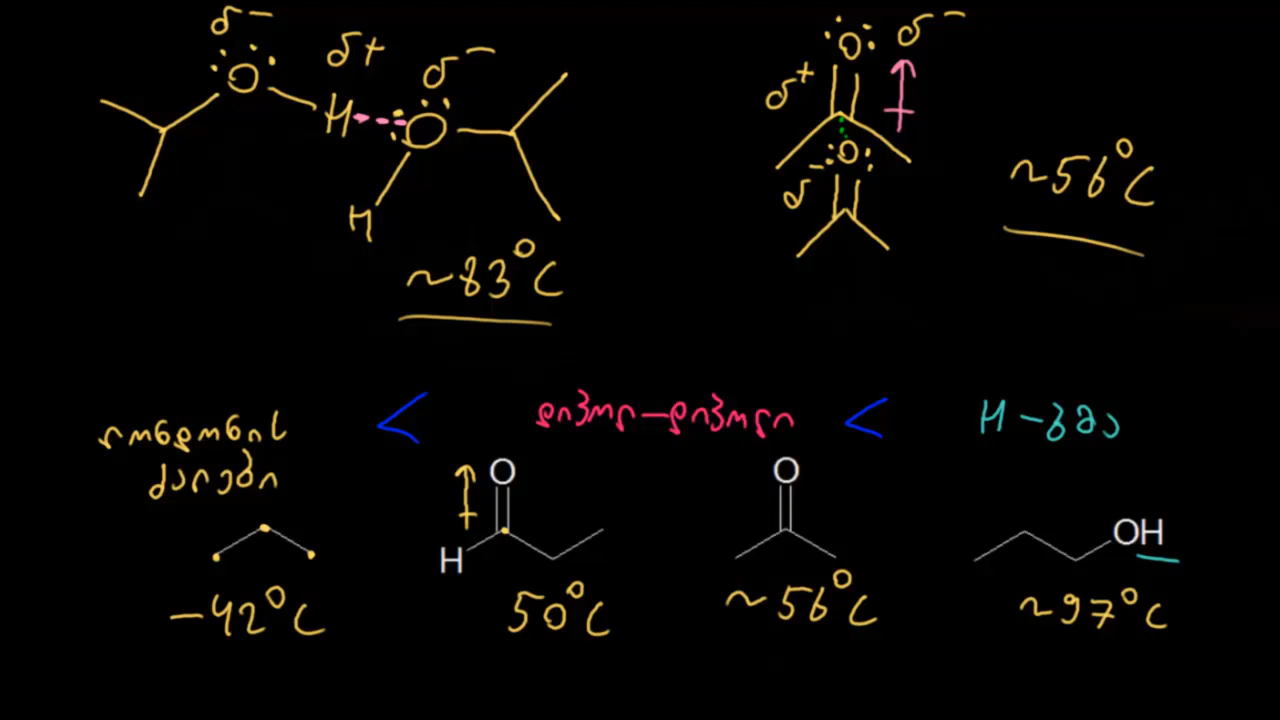 δ− δ+ δ−
O H O
H
~83°C
O δ−
δ+
O
δ−
~56°C
ლონდონის < დიპოლ–დიპოლი < H–ბმა
ძალები
O O
H OH
−42°C 50°C ~56°C ~97°C